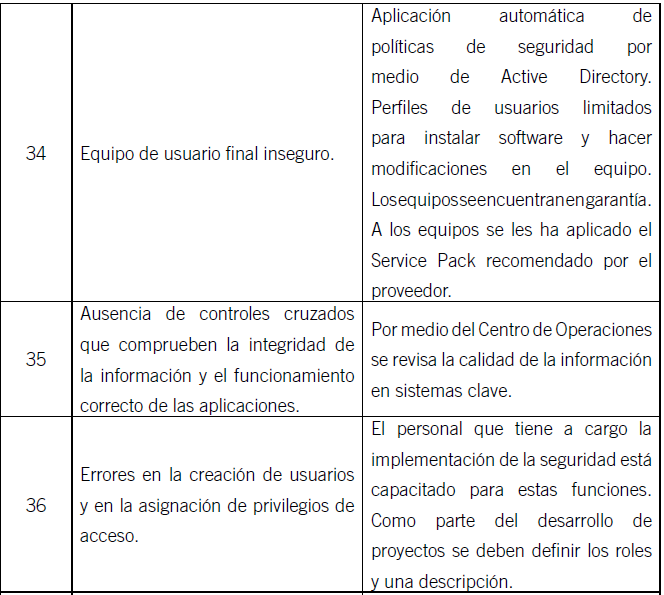 34
Equipo de usuario final inseguro.
Aplicación automática de
políticas de seguridad por
medio de Active Directory.
Perfiles de usuarios limitados
para instalar software y hacer
modificaciones en el equipo.
Losequiposseencuentranengarantía.
A los equipos se les ha aplicado el
Service Pack recomendado por el
proveedor.
35
Ausencia de controles cruzados
que comprueben la integridad de
la información y el funcionamiento
correcto de las aplicaciones.
Por medio del Centro de Operaciones
se revisa la calidad de la información
en sistemas clave.
36
Errores en la creación de usuarios
y en la asignación de privilegios de
acceso.
El personal que tiene a cargo la
implementación de la seguridad está
capacitado para estas funciones.
Como parte del desarrollo de
proyectos se deben definir los roles
y una descripción.